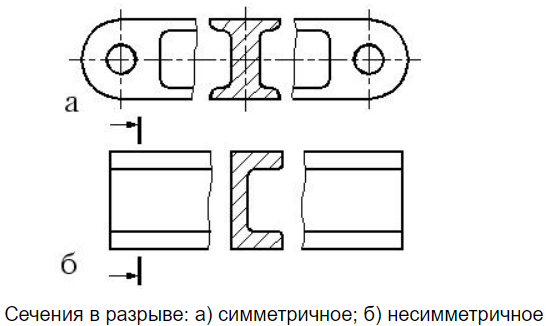 а
б
Сечения в разрыве: а) симметричное; б) несимметричное